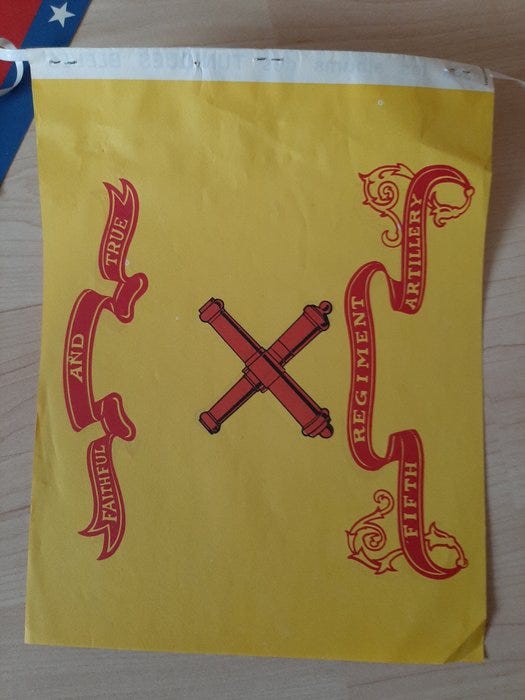 FAITHFUL AND TRUE
FIFTH REGIMENT ARTILLERY